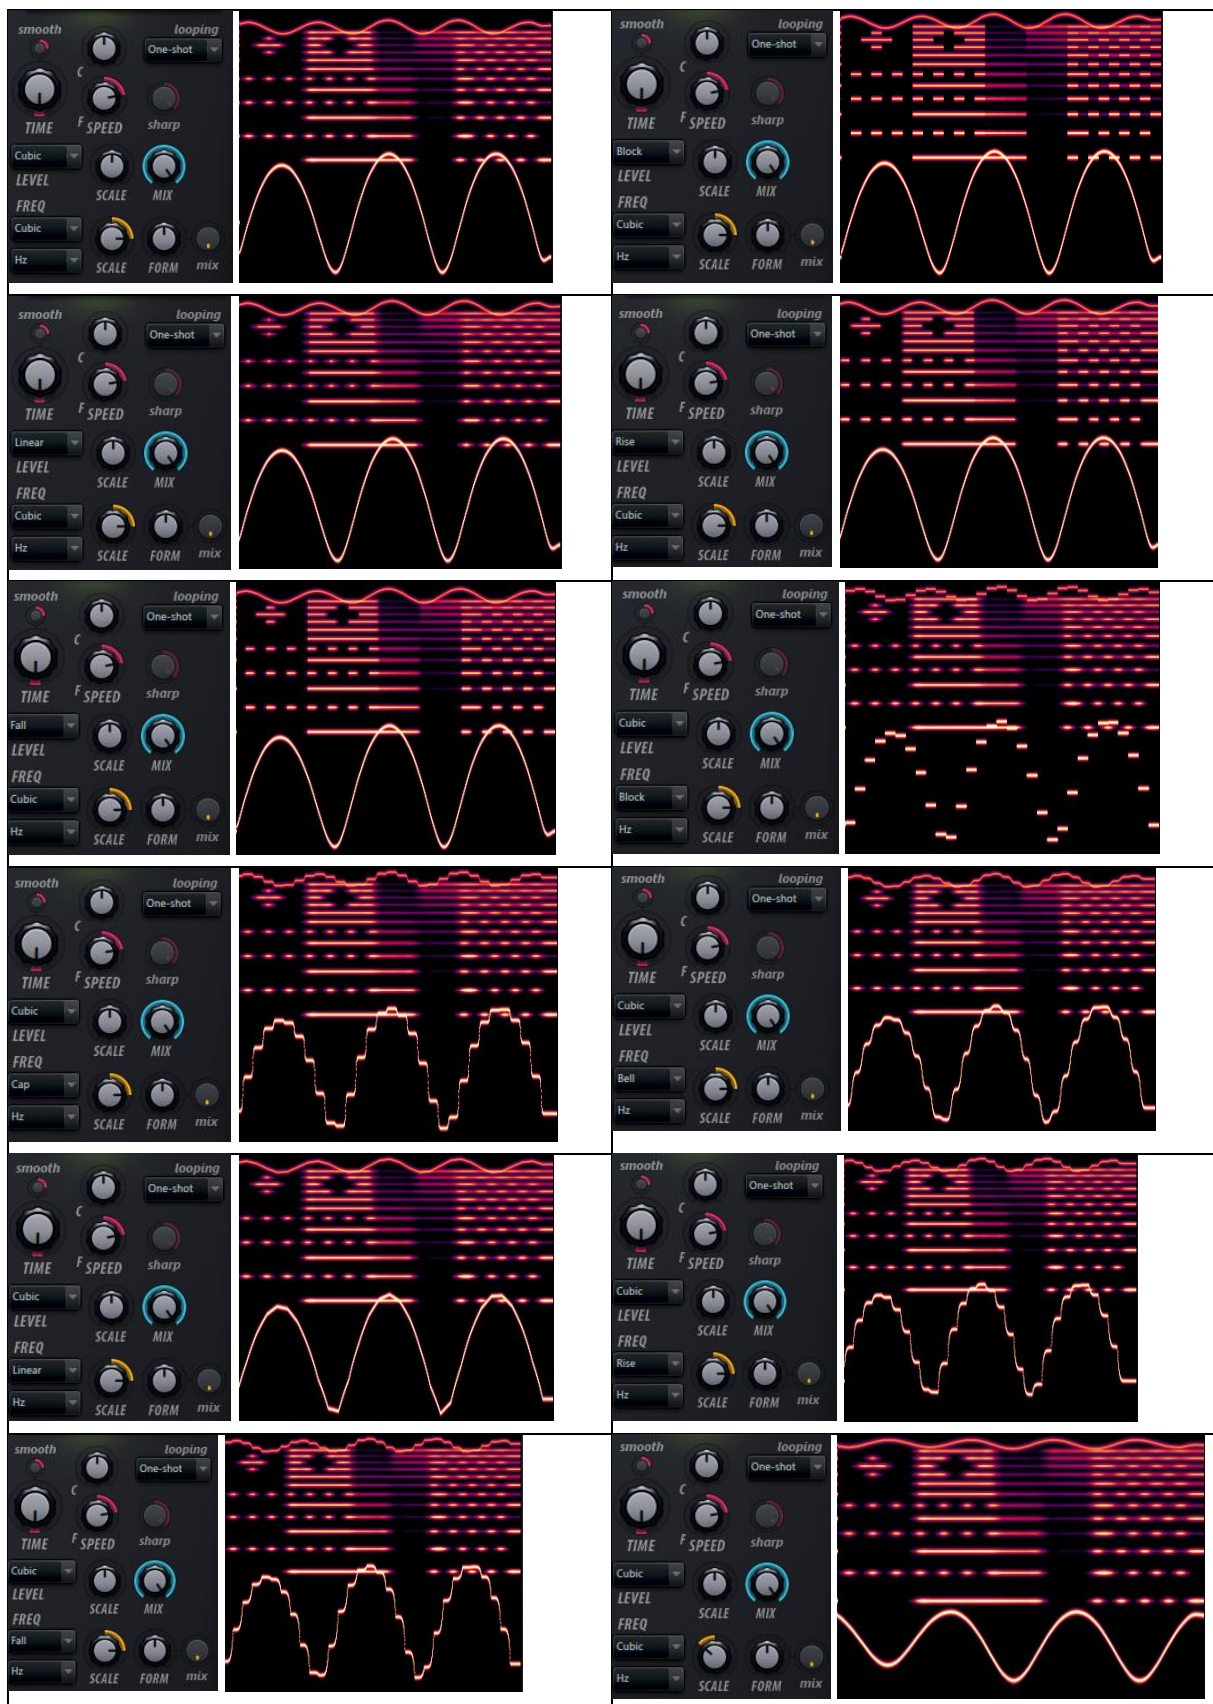 smooth looping
One-shot
C
TIME F SPEED sharp
Cubic
LEVEL SCALE MIX
FREQ
Cubic
Hz SCALE FORM mix
smooth looping
One-shot
C
TIME F SPEED sharp
Block
LEVEL SCALE MIX
FREQ
Cubic
Hz SCALE FORM mix
smooth looping
One-shot
C
TIME F SPEED sharp
Linear
LEVEL SCALE MIX
FREQ
Cubic
Hz SCALE FORM mix
smooth looping
One-shot
C
TIME F SPEED sharp
Rise
LEVEL SCALE MIX
FREQ
Cubic
Hz SCALE FORM mix
smooth looping
One-shot
C
TIME F SPEED sharp
Fall
LEVEL SCALE MIX
FREQ
Cubic
Hz SCALE FORM mix
smooth looping
One-shot
C
TIME F SPEED sharp
Cubic
LEVEL SCALE MIX
FREQ
Block
Hz SCALE FORM mix
smooth looping
One-shot
C
TIME F SPEED sharp
Cubic
LEVEL SCALE MIX
FREQ
Cap
Hz SCALE FORM mix
smooth looping
One-shot
C
TIME F SPEED sharp
Cubic
LEVEL SCALE MIX
FREQ
Bell
Hz SCALE FORM mix
smooth looping
One-shot
C
TIME F SPEED sharp
Cubic
LEVEL SCALE MIX
FREQ
Linear
Hz SCALE FORM mix
smooth looping
One-shot
C
TIME F SPEED sharp
Cubic
LEVEL SCALE MIX
FREQ
Rise
Hz SCALE FORM mix
smooth looping
One-shot
C
TIME F SPEED sharp
Cubic
LEVEL SCALE MIX
FREQ
Fall
Hz SCALE FORM mix
smooth looping
One-shot
C
TIME F SPEED sharp
Cubic
LEVEL SCALE MIX
FREQ
Cubic
Hz SCALE FORM mix